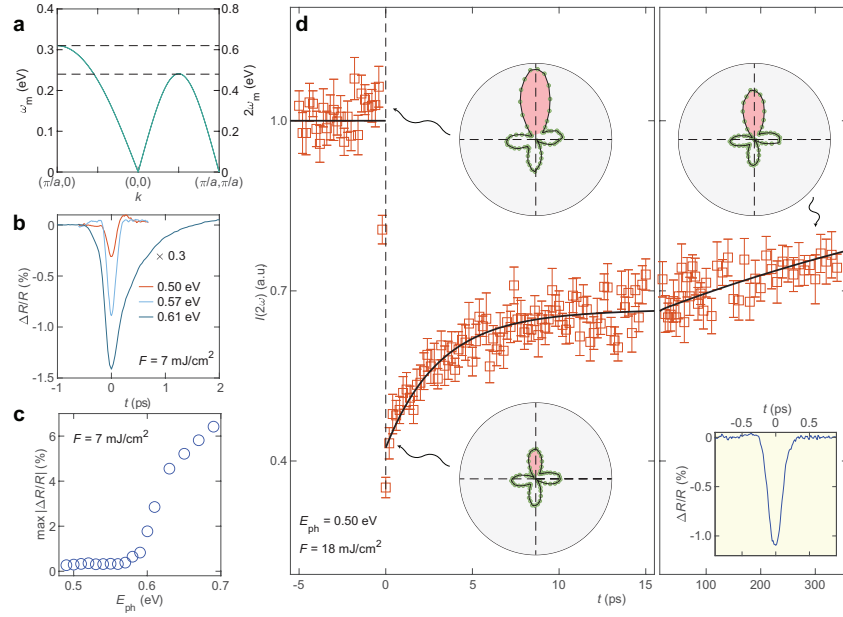 a
0.4
0.3
0.2
0.1
0
ω_m (eV)
0.8
0.6
0.4
0.2
0
2ω_m (eV)
(π/a,0)
(0,0)
(π/a,π/a)
k
b
0
-0.5
-1.0
-1.5
ΔR/R (%)
× 0.3
0.50 eV
0.57 eV
0.61 eV
F = 7 mJ/cm²
-1
0
1
2
t (ps)
c
6
4
2
0
max |ΔR/R| (%)
F = 7 mJ/cm²
0.5
0.6
0.7
E_ph (eV)
d
1.0
0.7
0.4
I(2ω) (a.u)
E_ph = 0.50 eV
F = 18 mJ/cm²
-5
0
5
10
15
100
200
300
t (ps)
t (ps)
-0.5
0
0.5
0
-0.5
-1.0
ΔR/R (%)